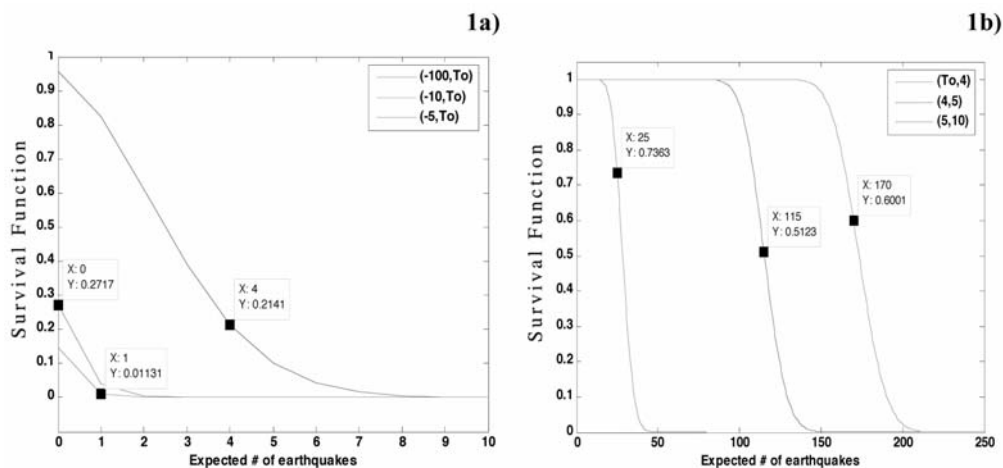 1a)
Survival Function
1
0.9
0.8
0.7
0.6
0.5
0.4
0.3
0.2
0.1
0
(-100,To)
(-10,To)
(-5,To)
X: 0
Y: 0.2717
X: 4
Y: 0.2141
X: 1
Y: 0.01131
0 1 2 3 4 5 6 7 8 9 10
Expected # of earthquakes
1b)
Survival Function
1
0.9
0.8
0.7
0.6
0.5
0.4
0.3
0.2
0.1
0
(To,4)
(4,5)
(5,10)
X: 25
Y: 0.7363
X: 170
Y: 0.6001
X: 115
Y: 0.5123
0 50 100 150 200 250
Expected # of earthquakes